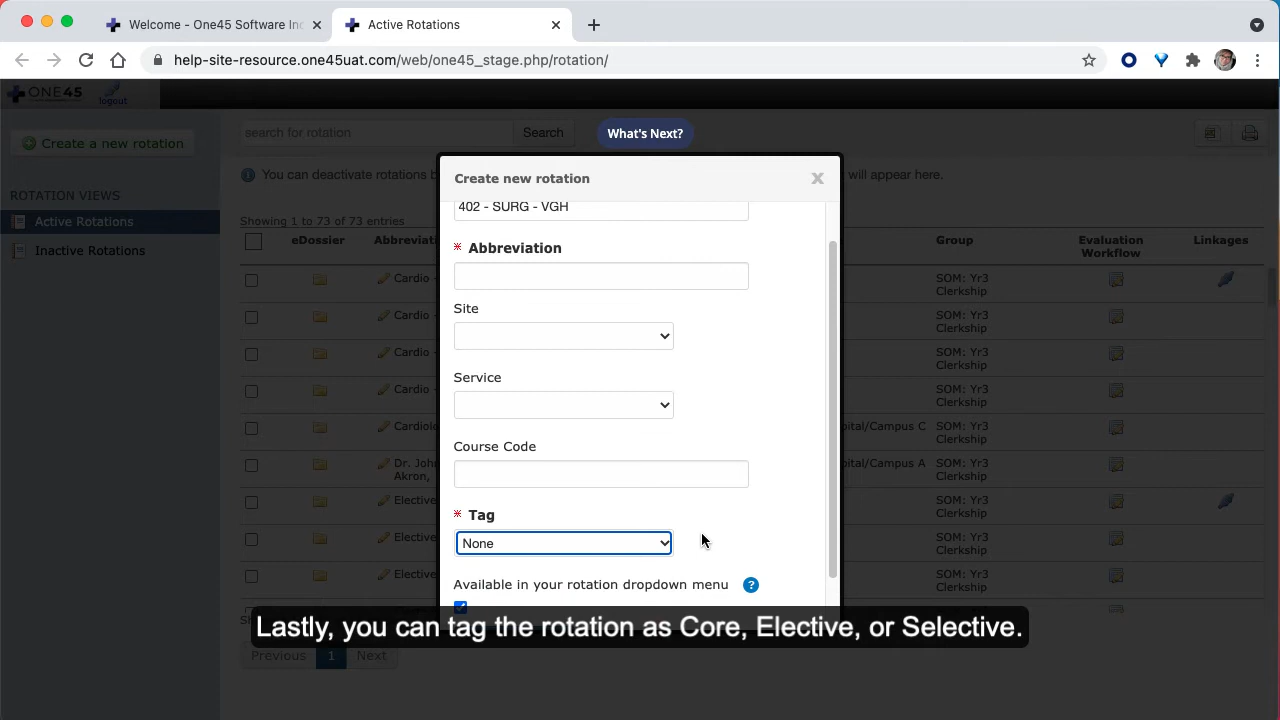 Welcome - One45 Software Inc
Active Rotations
help-site-resource.one45uat.com/web/one45_stage.php/rotation/
ONE45
logout
Create a new rotation
search for rotation
Search
What's Next?
ROTATION VIEWS
Active Rotations
Inactive Rotations
You can deactivate rotations b
will appear here.
Showing 1 to 73 of 73 entries
eDossier
Abbrevia
Group
Evaluation
Workflow
Linkages
Cardio -
SOM: Yr3
Clerkship
Cardio
SOM: Yr3
Clerkship
Cardio -
SOM: Yr3
Clerkship
Cardio -
SOM: Yr3
Clerkship
Cardiol
pital/Campus C
SOM: Yr3
Clerkship
Dr. John
Akron,
pital/Campus A
SOM: Yr3
Clerkship
Elective
SOM: Yr3
Clerkship
Elective
SOM: Yr3
Clerkship
Elective
SOM: Yr3
Clerkship
Previous
1
Next
Create new rotation
X
402 - SURG - VGH
* Abbreviation
Site
Service
Course Code
* Tag
None
Available in your rotation dropdown menu ?
Lastly, you can tag the rotation as Core, Elective, or Selective.